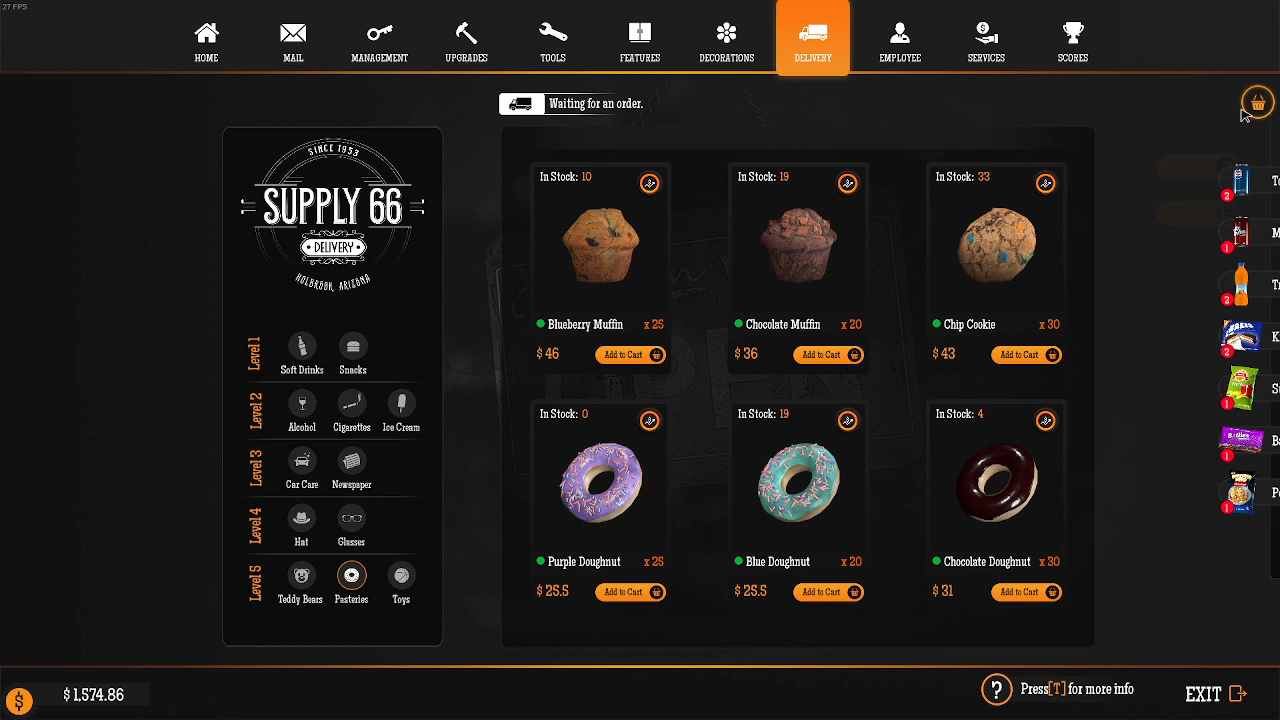 27 FPS
HOME MAIL MANAGEMENT UPGRADES TOOLS FEATURES DECORATIONS DELIVERY EMPLOYEE SERVICES SCORES
Waiting for an order.
SINCE 1953
SUPPLY 66
DELIVERY
HOLBROOK, ARIZONA
Level 1
Soft Drinks Snacks
Level 2
Alcohol Cigarettes Ice Cream
Level 3
Car Care Newspaper
Level 4
Hat Glasses
Level 5
Teddy Bears Pasteries Toys
In Stock: 10 In Stock: 19 In Stock: 33
Blueberry Muffin x 25 Chocolate Muffin x 20 Chip Cookie x 30
$ 46 Add to Cart $ 36 Add to Cart $ 43 Add to Cart
In Stock: 0 In Stock: 19 In Stock: 4
Purple Doughnut x 25 Blue Doughnut x 20 Chocolate Doughnut x 30
$ 25.5 Add to Cart $ 25.5 Add to Cart $ 31 Add to Cart
2
1
2
2
1
1
1
$ 1,574.86
? Press[T] for more info
EXIT